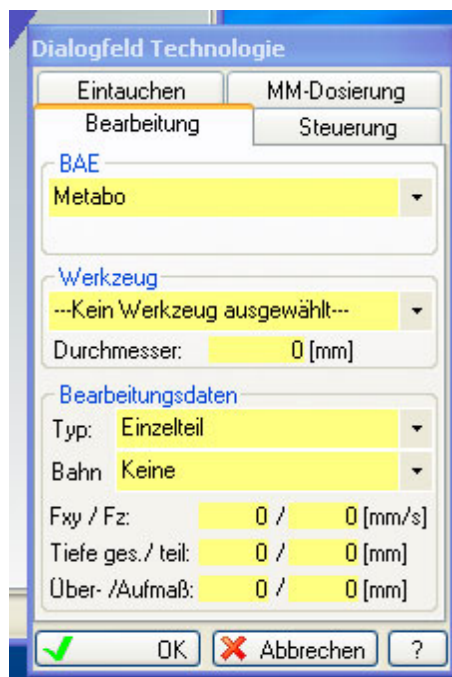 Dialogfeld Technologie
Eintauchen MM-Dosierung
Bearbeitung Steuerung
BAE
Metabo
Werkzeug
---Kein Werkzeug ausgewählt---
Durchmesser: 0 [mm]
Bearbeitungsdaten
Typ: Einzelteil
Bahn Keine
Fxy / Fz: 0 / 0 [mm/s]
Tiefe ges./ teil: 0 / 0 [mm]
Über- /Aufmaß: 0 / 0 [mm]
OK Abbrechen ?